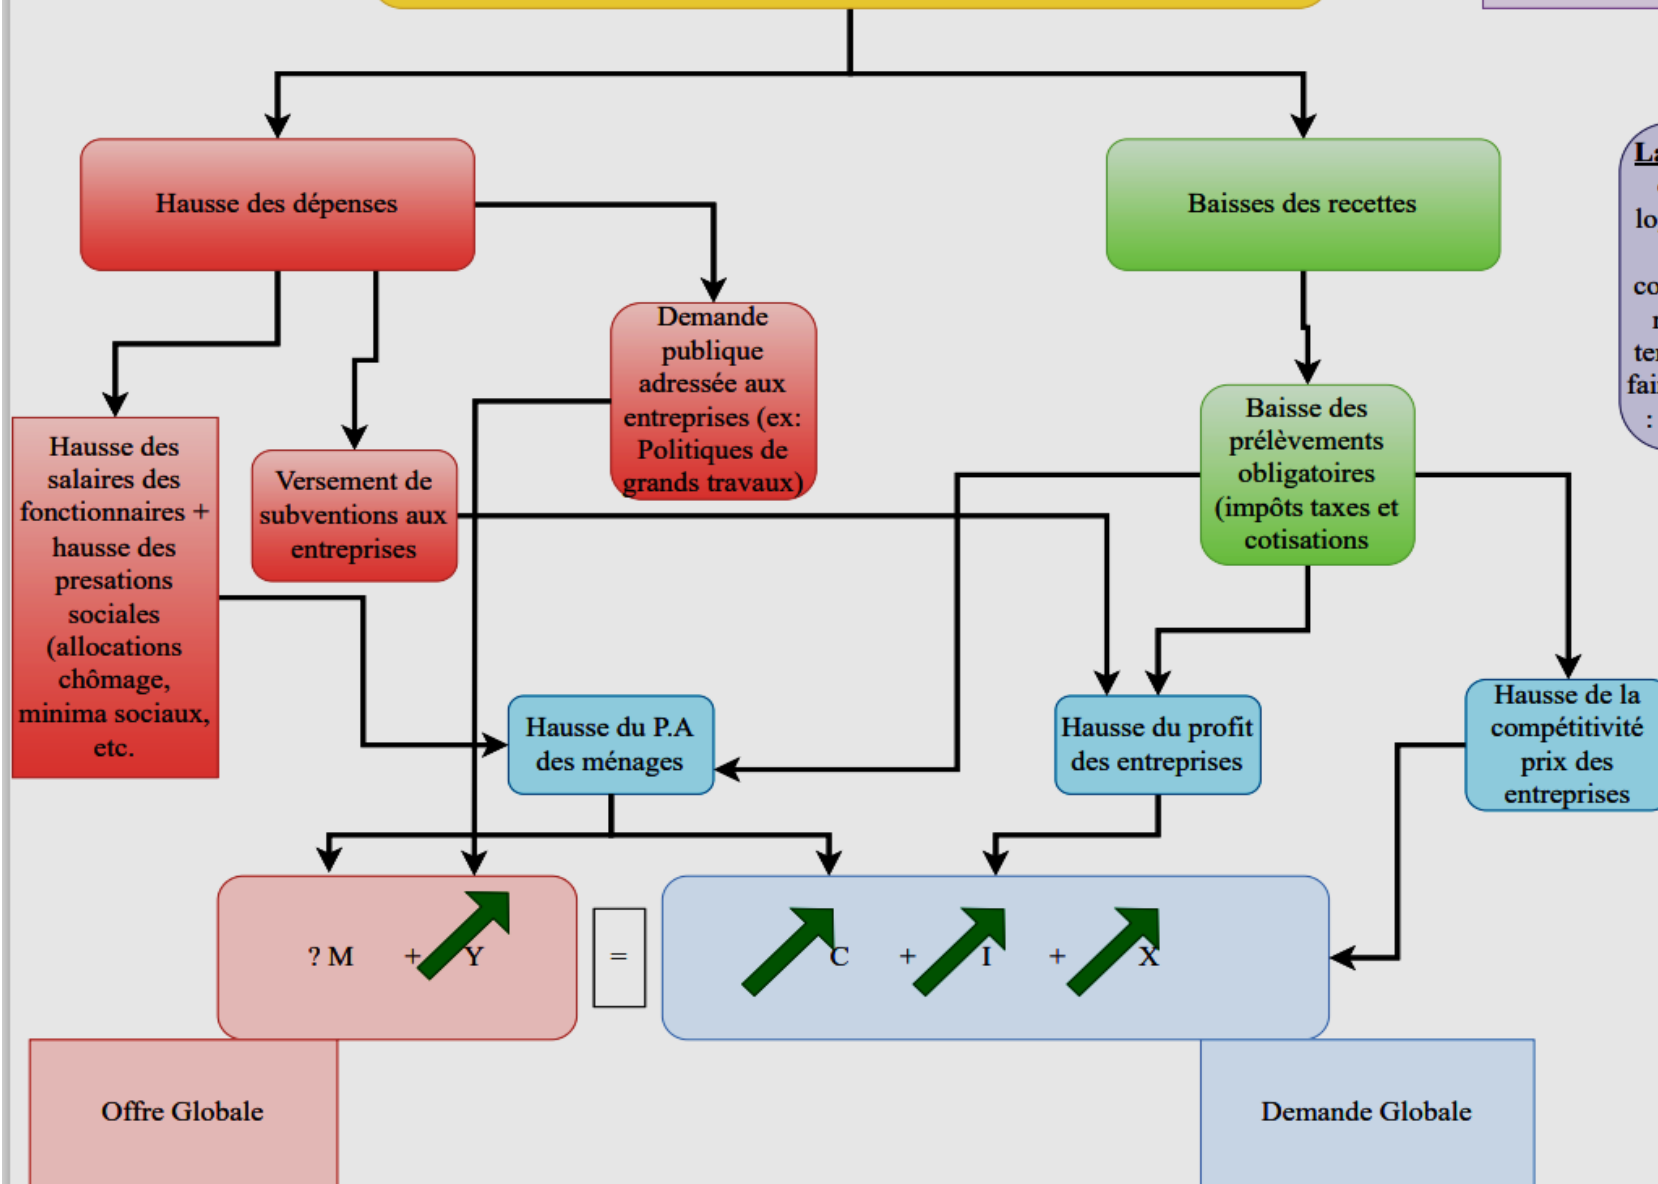 Hausse des dépenses
Baisses des recettes
Demande
publique
adressée aux
entreprises (ex:
Politiques de
grands travaux)
Baisse des
prélèvements
obligatoires
(impôts taxes et
cotisations
Hausse des
salaires des
fonctionnaires +
hausse des
presations
sociales
(allocations
chômage,
minima sociaux,
etc.
Versement de
subventions aux
entreprises
Hausse du P.A
des ménages
Hausse du profit
des entreprises
Hausse de la
compétitivité
prix des
entreprises
? M + Y = C + I + X
Offre Globale
Demande Globale